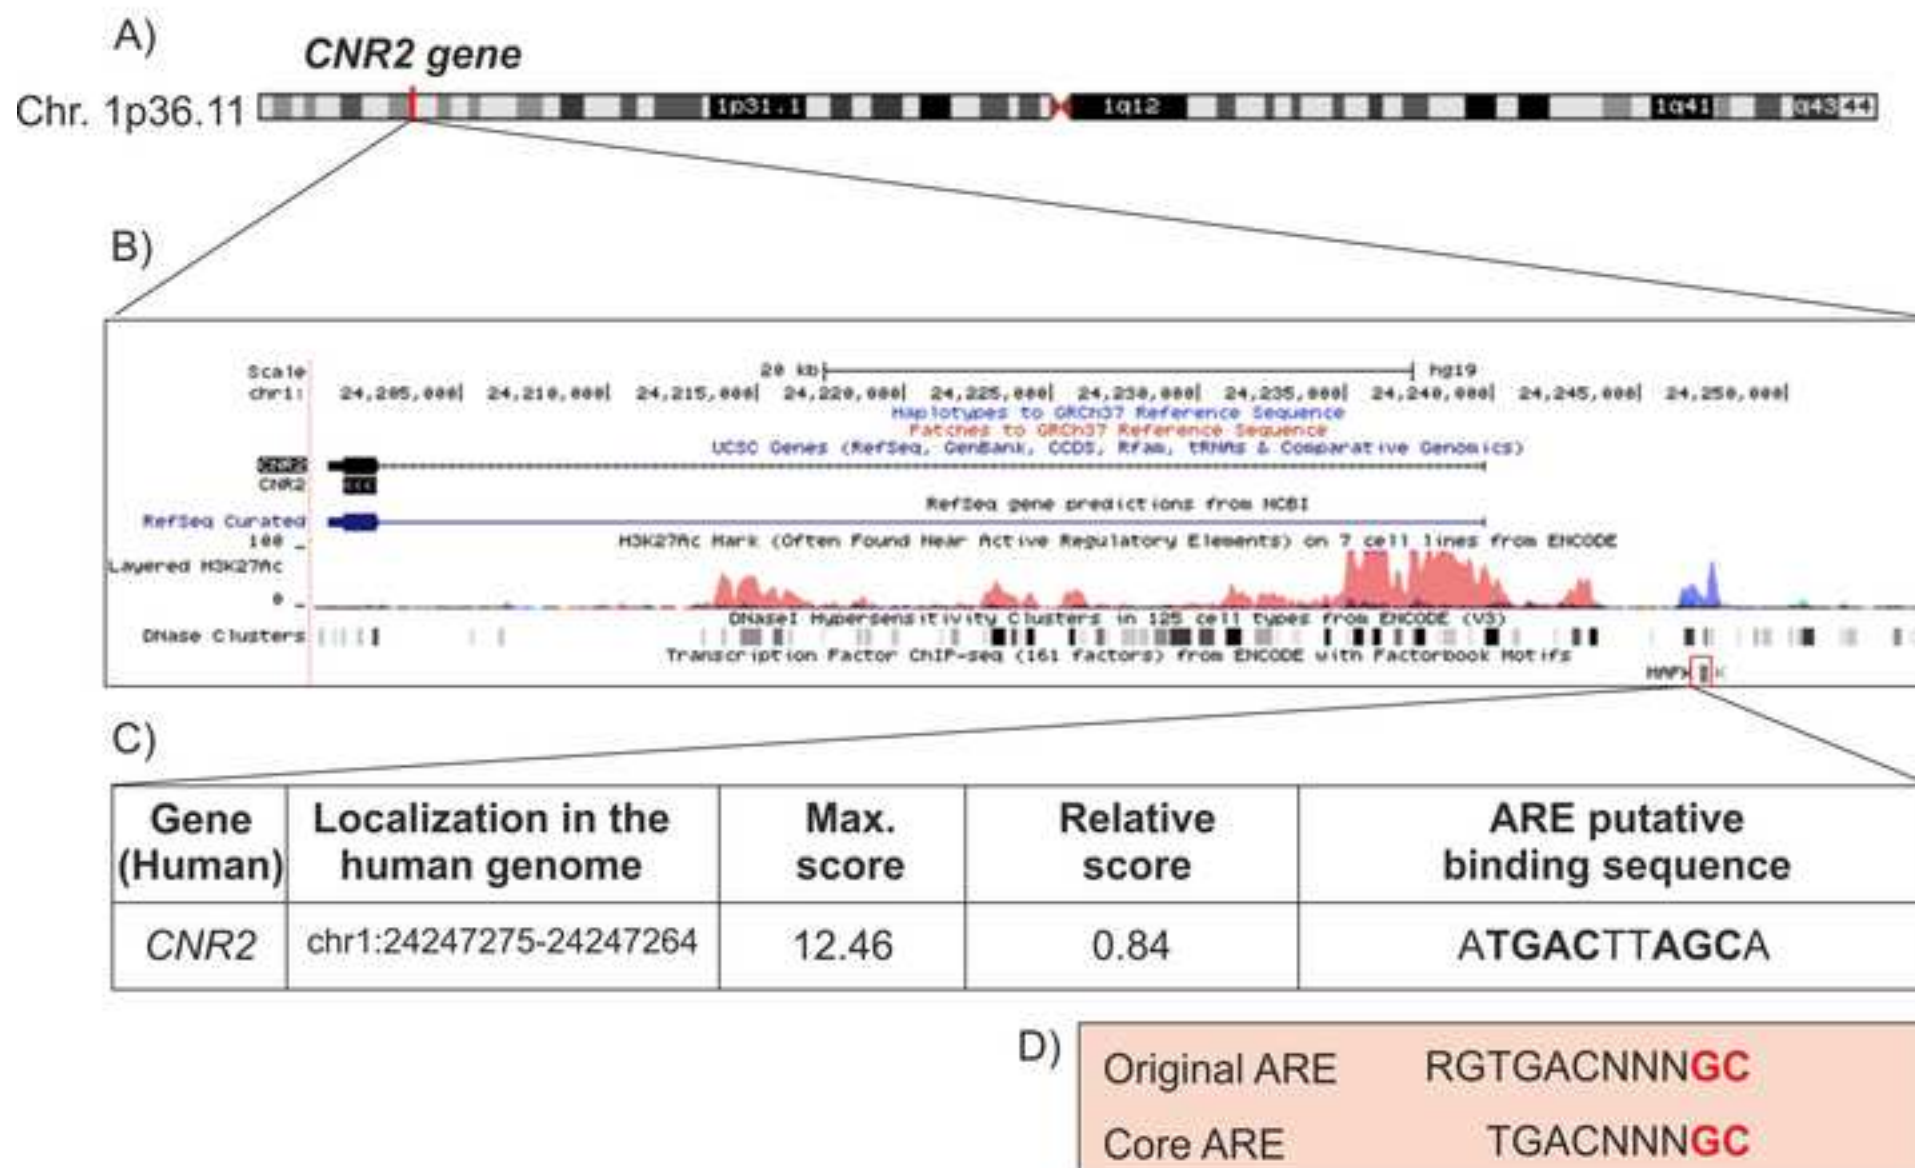 A)
CNR2 gene
Chr. 1p36.11
1p31.1 1q12 1q41 q43 44
B)
Scale 20 kb hg19
chr1: 24,205,000 24,210,000 24,215,000 24,220,000 24,225,000 24,230,000 24,235,000 24,240,000 24,245,000 24,250,000
Haplotypes to GRCh37 Reference Sequence
Patches to GRCh37 Reference Sequence
UCSC Genes (RefSeq, GenBank, CCDS, Rfam, tRNAs & Comparative Genomics)
CNR2
CNR2
RefSeq gene predictions from NCBI
RefSeq Curated
100
H3K27Ac Mark (Often Found Near Active Regulatory Elements) on 7 cell lines from ENCODE
Layered H3K27Ac
0
DNaseI Hypersensitivity Clusters in 125 cell types from ENCODE (V3)
DNase Clusters
Transcription Factor ChIP-seq (161 factors) from ENCODE with Factorbook Motifs
C)
Gene (Human)
Localization in the human genome
Max. score
Relative score
ARE putative binding sequence
CNR2 chr1:24247275-24247264 12.46 0.84 ATGACTTAGCA
D)
Original ARE RGTGACNNNGC
Core ARE TGACNNNGC